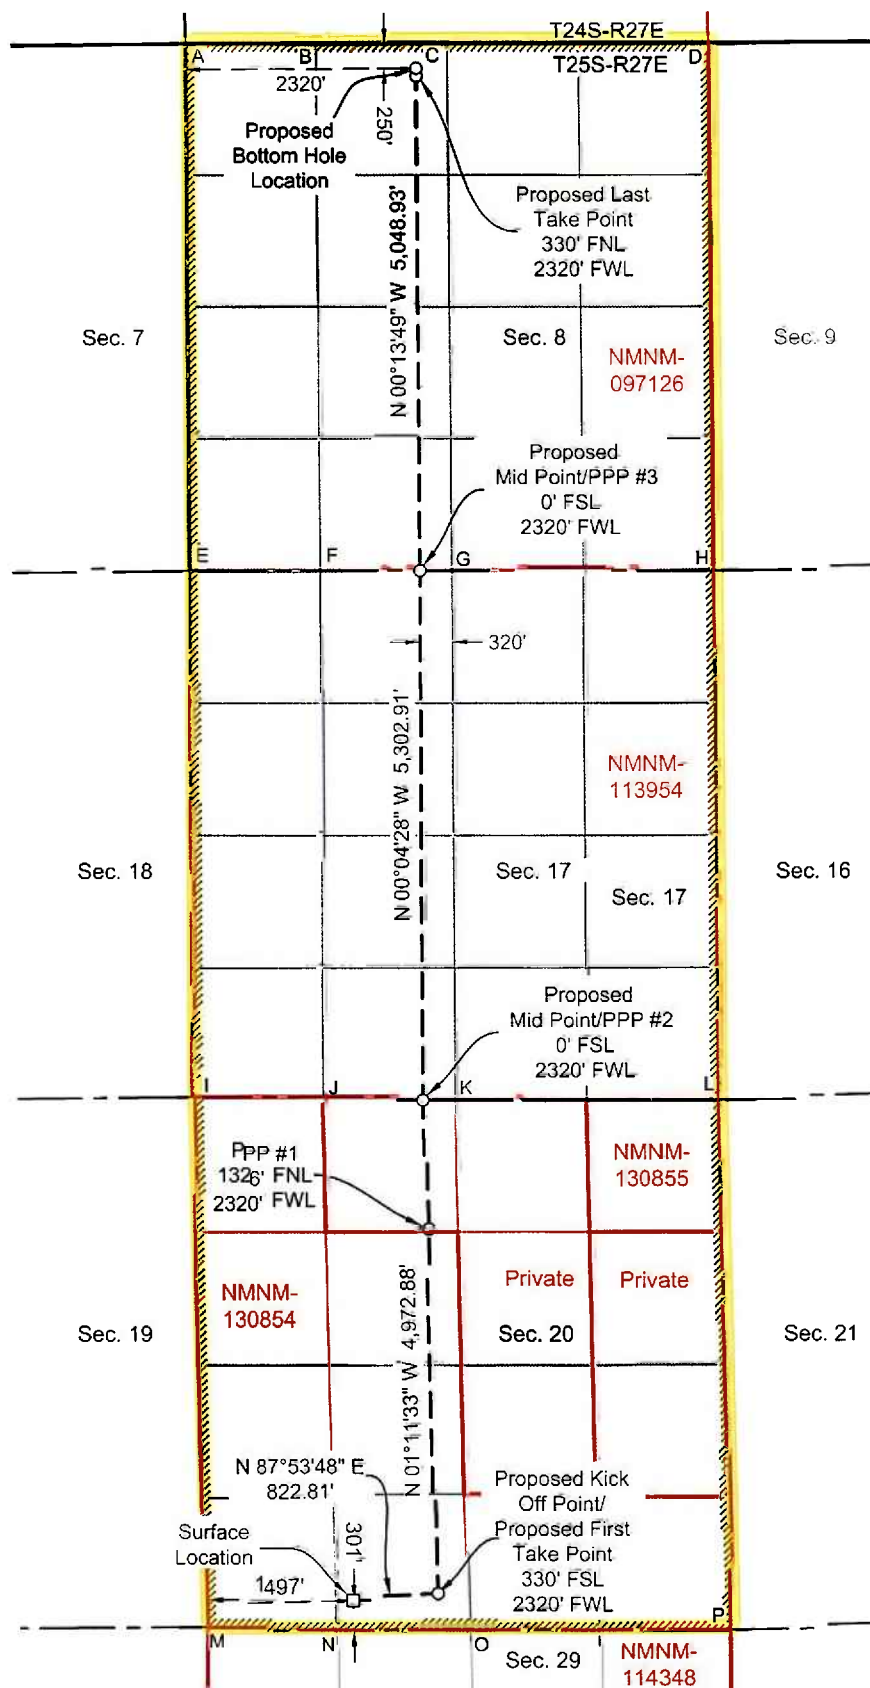 T24S-R27E
A
B
C
D
T25S-R27E
2320'
250'
Proposed
Bottom Hole
Location
Proposed Last
Take Point
330' FNL
2320' FWL
N 00°13'49" W 5,048.93'
Sec. 7
Sec. 8
Sec. 9
NMNM-
097126
Proposed
Mid Point/PPP #3
0' FSL
2320' FWL
E
F
G
H
320'
N 00°04'28" W 5,302.91'
NMNM-
113954
Sec. 18
Sec. 17
Sec. 16
Sec. 17
Proposed
Mid Point/PPP #2
0' FSL
2320' FWL
I
J
K
L
PPP #1
1326' FNL
2320' FWL
NMNM-
130855
NMNM-
130854
Private
Private
Sec. 19
Sec. 20
Sec. 21
N 01°11'33" W 4,972.88'
N 87°53'48" E
822.81'
Proposed Kick
Off Point/
Proposed First
Take Point
330' FSL
2320' FWL
Surface
Location
301'
1497'
M
N
O
P
Sec. 29
NMNM-
114348